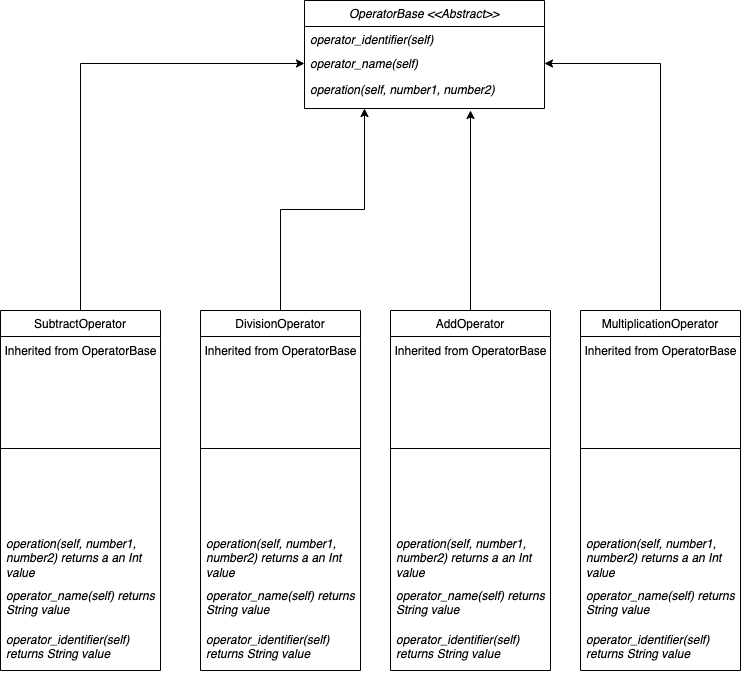 OperatorBase <<Abstract>>
operator_identifier(self)
operator_name(self)
operation(self, number1, number2)
SubtractOperator
Inherited from OperatorBase
operation(self, number1,
number2) returns a an Int
value
operator_name(self) returns
String value
operator_identifier(self)
returns String value
DivisionOperator
Inherited from OperatorBase
operation(self, number1,
number2) returns a an Int
value
operator_name(self) returns
String value
operator_identifier(self)
returns String value
AddOperator
Inherited from OperatorBase
operation(self, number1,
number2) returns a an Int
value
operator_name(self) returns
String value
operator_identifier(self)
returns String value
MultiplicationOperator
Inherited from OperatorBase
operation(self, number1,
number2) returns a an Int
value
operator_name(self) returns
String value
operator_identifier(self)
returns String value